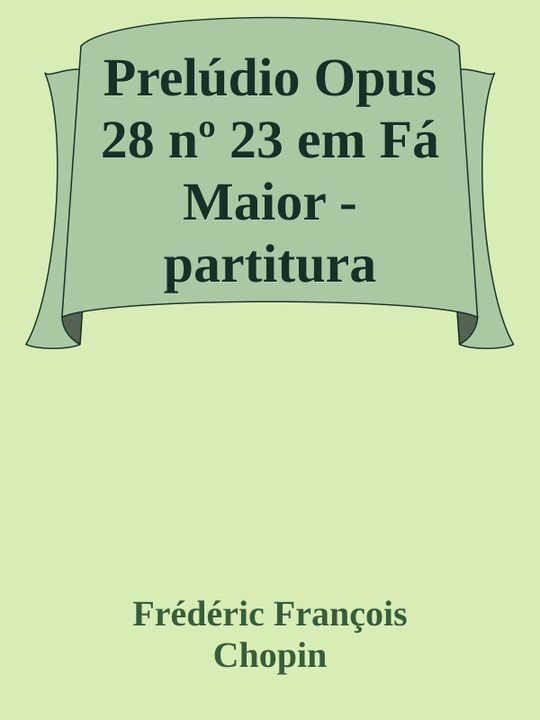 Prelúdio Opus
28 nº 23 em Fá
Maior -
partitura
Frédéric François
Chopin